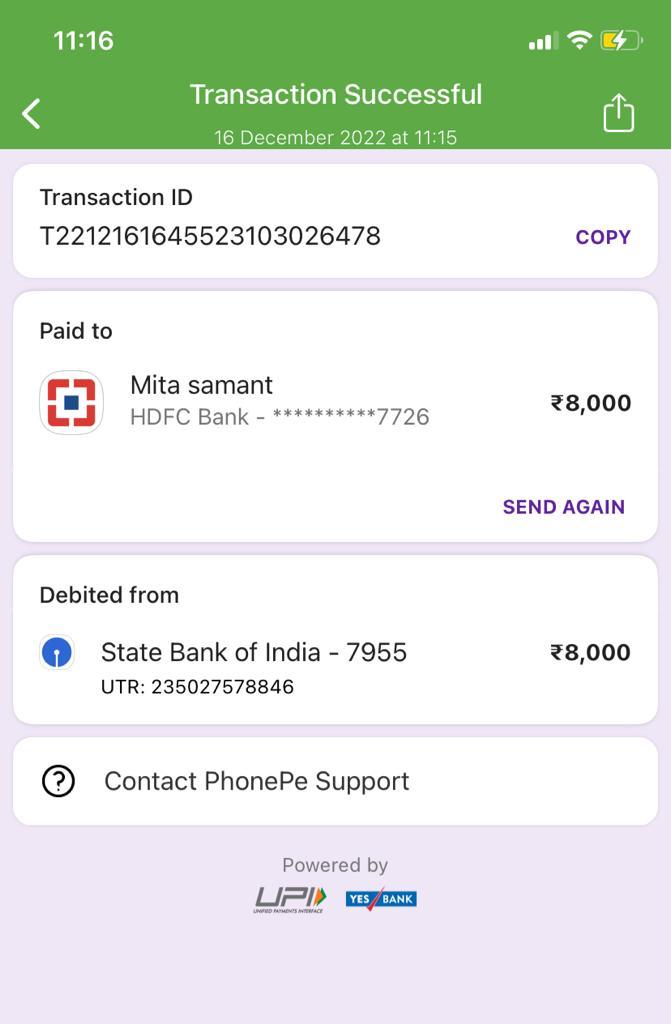 11:16
Transaction Successful
16 December 2022 at 11:15
Transaction ID
T2212161645523103026478
COPY
Paid to
Mita samant
₹8,000
HDFC Bank - **********7726
SEND AGAIN
Debited from
State Bank of India - 7955
₹8,000
UTR: 235027578846
Contact PhonePe Support
Powered by
UPI
UNIFIED PAYMENTS INTERFACE
YES BANK